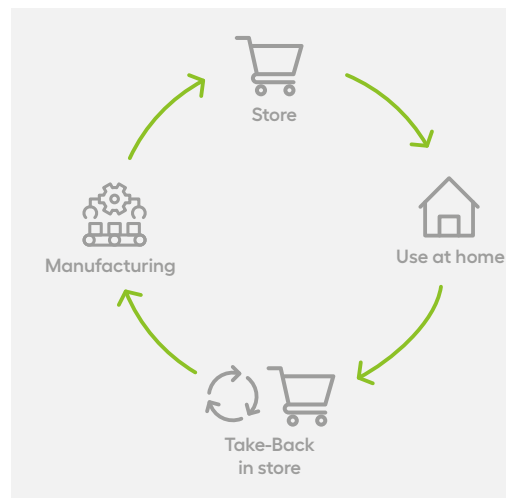 Store
Use at home
Manufacturing
Take-Back
in store